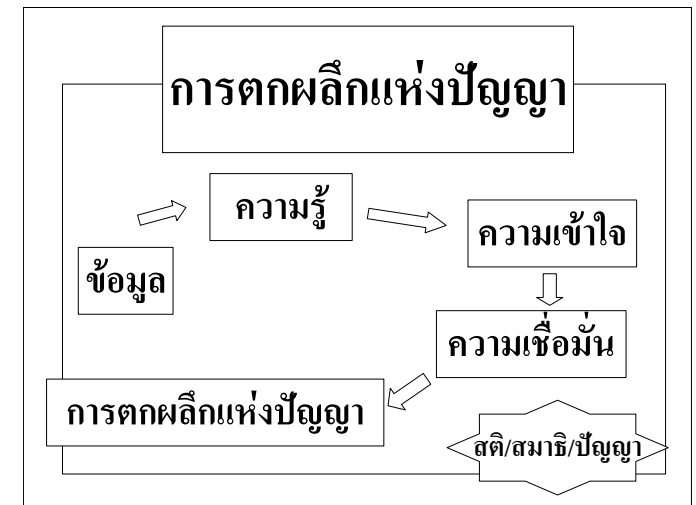 การตกผลึกแห่งปัญญา
ความรู้
ความเข้าใจ
ข้อมูล
ความเชื่อมั่น
การตกผลึกแห่งปัญญา
สติ/สมาธิ/ปัญญา